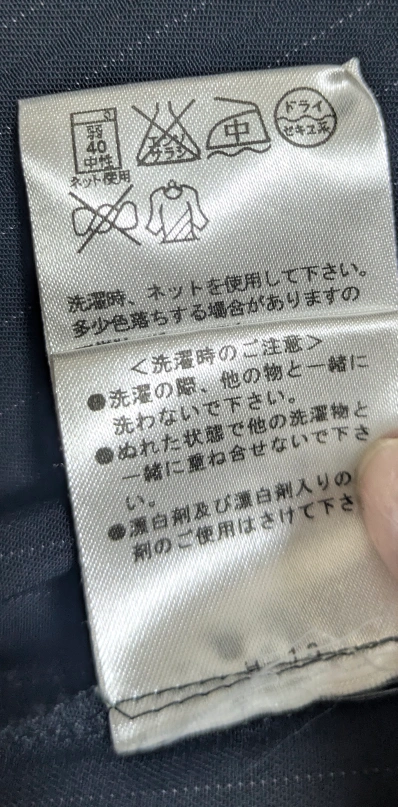 弱
40
中性
ネット使用
エンソ
サラシ
中
ドライ
セキユ系
洗濯時、ネットを使用して下さい。
多少色落ちする場合がありますの
<洗濯時のご注意>
●洗濯の際、他の物と一緒に
洗わないで下さい。
●ぬれた状態で他の洗濯物と
一緒に重ね合せないで下さ
い。
●漂白剤及び漂白剤入りの
剤のご使用はさけて下さ